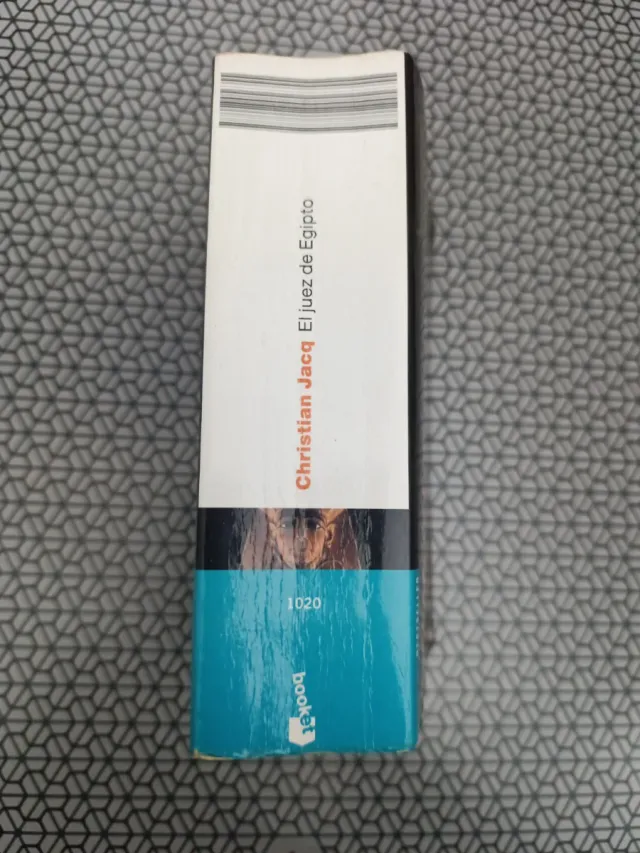 Christian Jacq El juez de Egipto
1020
booket